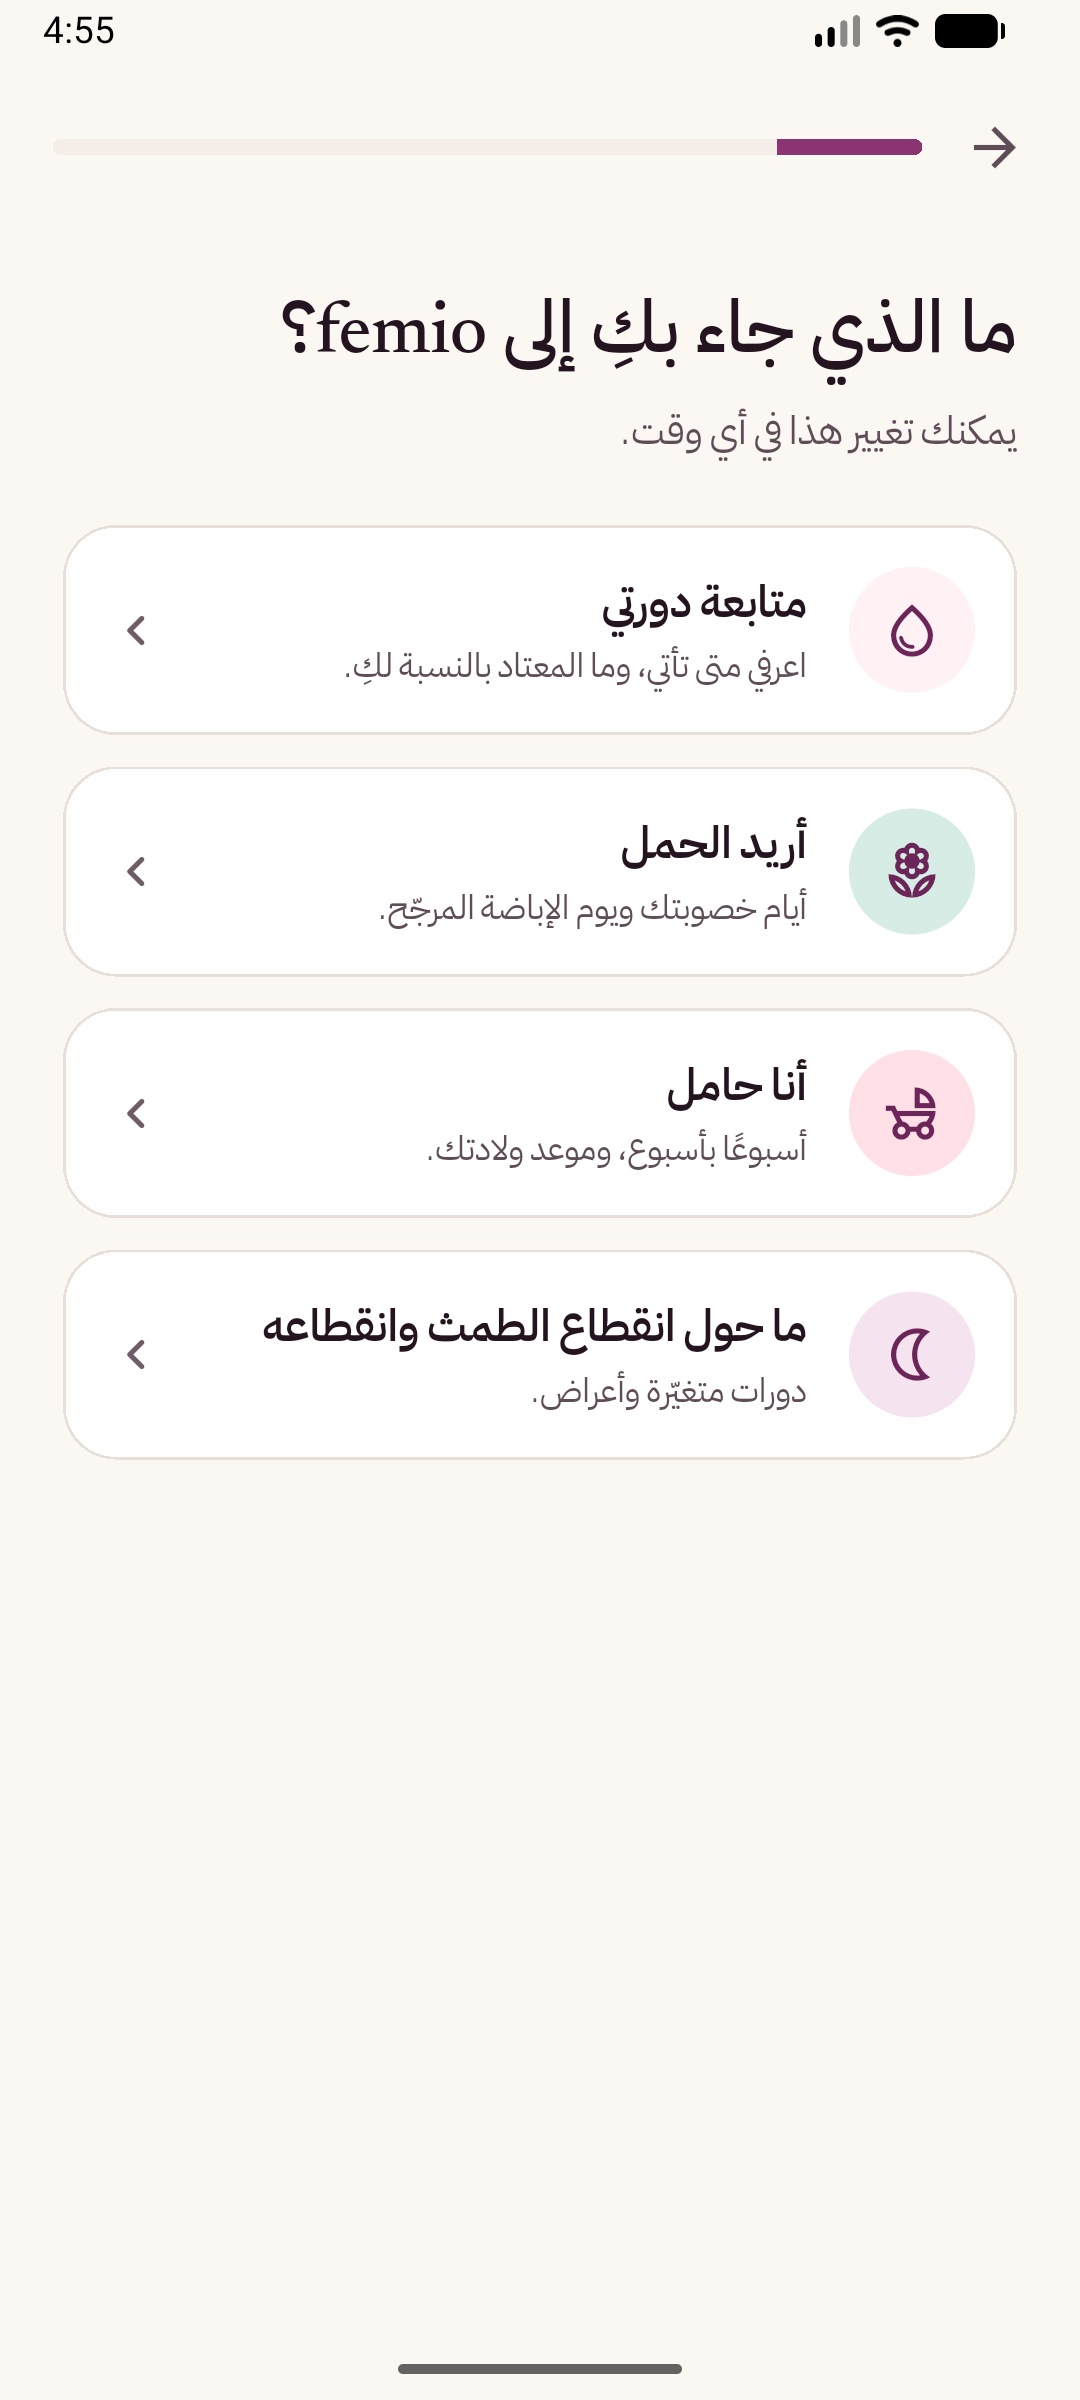 4:55
ما الذي جاء بكِ إلى femio؟
يمكنك تغيير هذا في أي وقت.
متابعة دورتي
اعرفي متى تأتي، وما المعتاد بالنسبة لكِ.
أريد الحمل
أيام خصوبتك ويوم الإباضة المرجّح.
أنا حامل
أسبوعًا بأسبوع، وموعد ولادتك.
ما حول انقطاع الطمث وانقطاعه
دورات متغيّرة وأعراض.